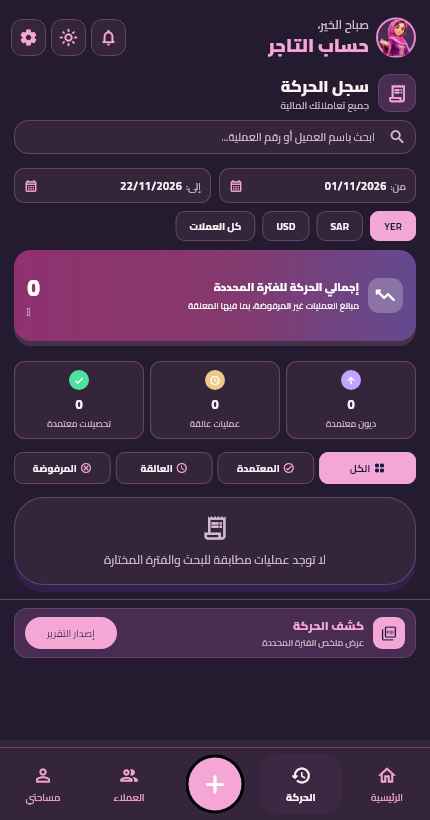 صباح الخير،
حساب التاجر
سجل الحركة
جميع تعاملاتك المالية
ابحث باسم العميل أو رقم العملية...
من: 01/11/2026
إلى: 22/11/2026
YER
SAR
USD
كل العملات
إجمالي الحركة للفترة المحددة
مبالغ العمليات غير المرفوضة، بما فيها المعلقة
0
0
ديون معتمدة
0
عمليات عالقة
0
تحصيلات معتمدة
الكل
المعتمدة
العالقة
المرفوضة
لا توجد عمليات مطابقة للبحث والفترة المختارة
كشف الحركة
عرض ملخص الفترة المحددة
إصدار التقرير
الرئيسية
الحركة
العملاء
مساحتي